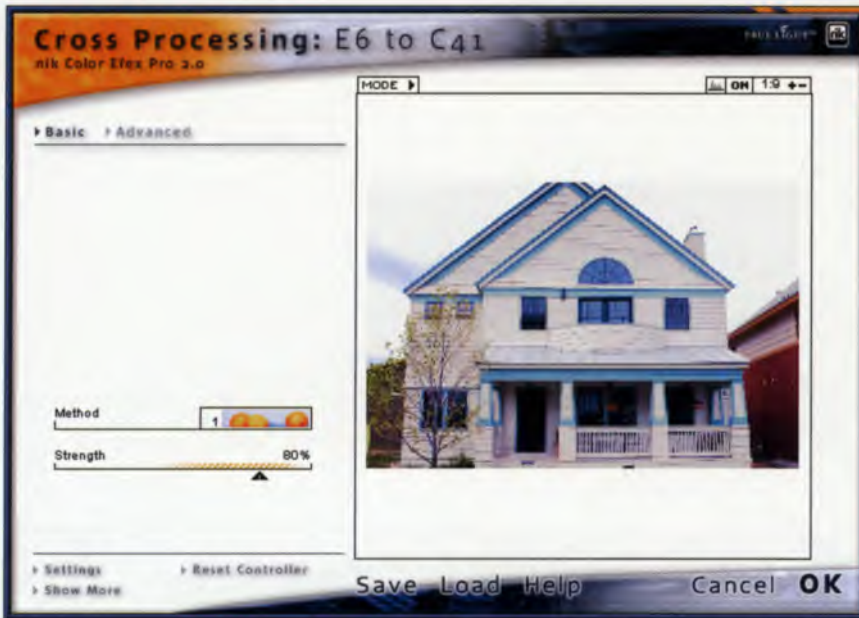 Cross Processing: E6 to C41
nik Color Efex Pro 2.0
nik
MODE
ON 1:9 +-
Basic Advanced
Method 1
Strength 80%
Settings Reset Controller
Show More
Save Load Help Cancel OK